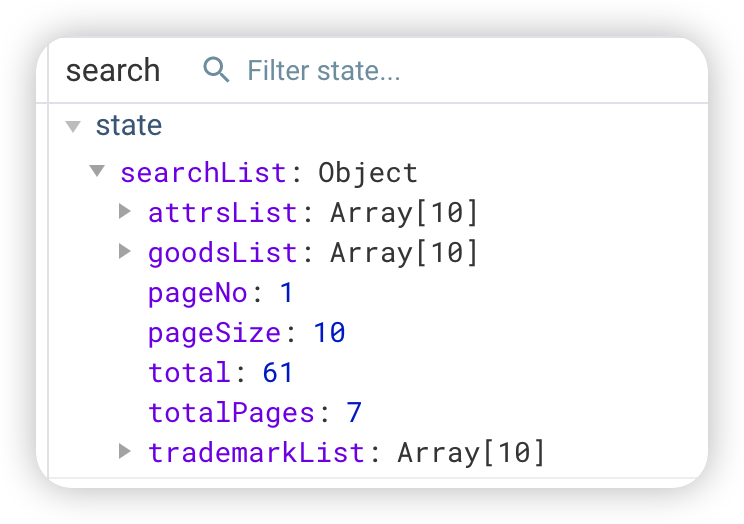 search Filter state...
state
searchList: Object
attrsList: Array[10]
goodsList: Array[10]
pageNo: 1
pageSize: 10
total: 61
totalPages: 7
trademarkList: Array[10]